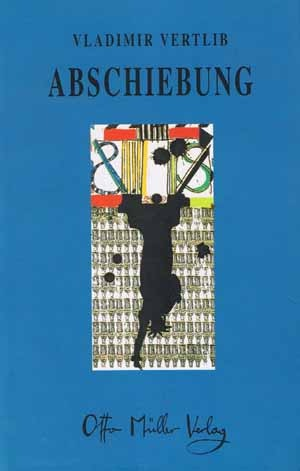 VLADIMIR VERTLIB
ABSCHIEBUNG
Otto Müller Verlag